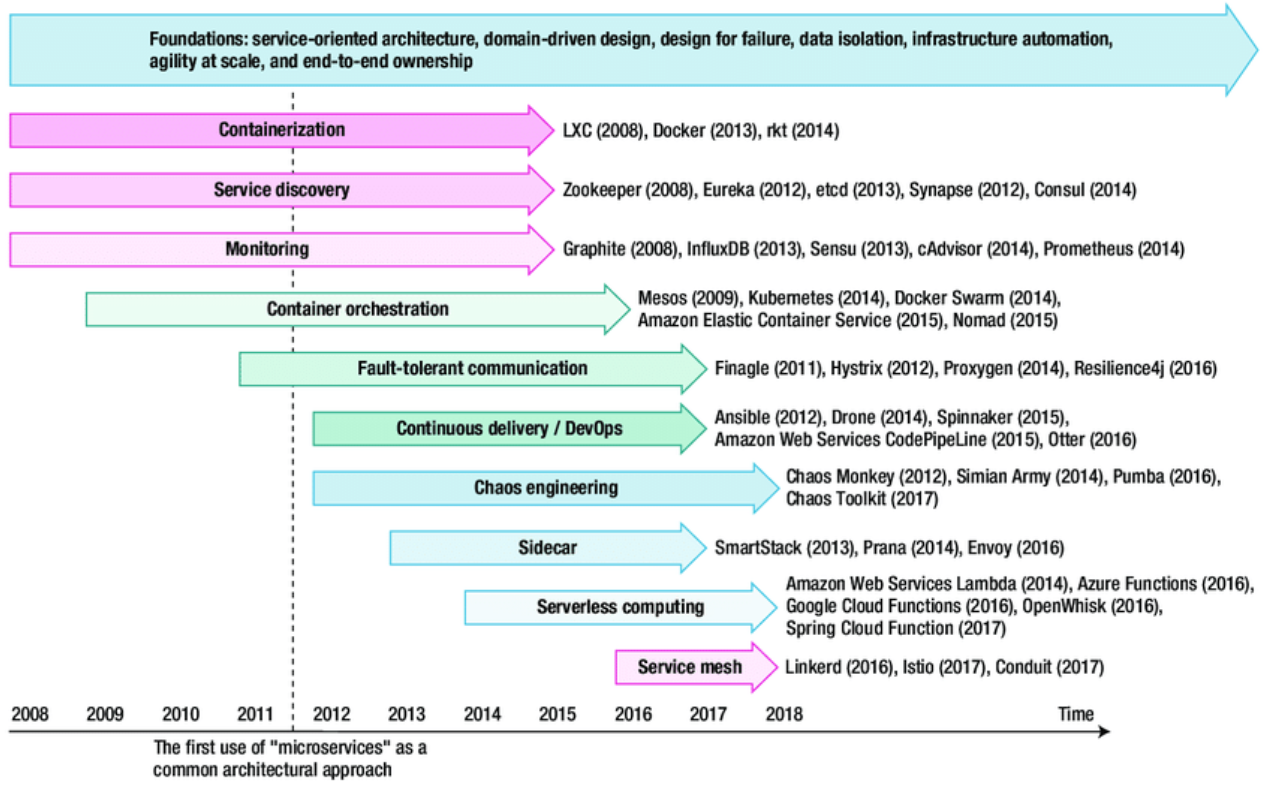 Foundations: service-oriented architecture, domain-driven design, design for failure, data isolation, infrastructure automation,
agility at scale, and end-to-end ownership
Containerization
LXC (2008), Docker (2013), rkt (2014)
Service discovery
Zookeeper (2008), Eureka (2012), etcd (2013), Synapse (2012), Consul (2014)
Monitoring
Graphite (2008), InfluxDB (2013), Sensu (2013), cAdvisor (2014), Prometheus (2014)
Container orchestration
Mesos (2009), Kubernetes (2014), Docker Swarm (2014),
Amazon Elastic Container Service (2015), Nomad (2015)
Fault-tolerant communication
Finagle (2011), Hystrix (2012), Proxygen (2014), Resilience4j (2016)
Continuous delivery / DevOps
Ansible (2012), Drone (2014), Spinnaker (2015),
Amazon Web Services CodePipeLine (2015), Otter (2016)
Chaos engineering
Chaos Monkey (2012), Simian Army (2014), Pumba (2016),
Chaos Toolkit (2017)
Sidecar
SmartStack (2013), Prana (2014), Envoy (2016)
Serverless computing
Amazon Web Services Lambda (2014), Azure Functions (2016),
Google Cloud Functions (2016), OpenWhisk (2016),
Spring Cloud Function (2017)
Service mesh
Linkerd (2016), Istio (2017), Conduit (2017)
2008 2009 2010 2011 2012 2013 2014 2015 2016 2017 2018 Time
The first use of "microservices" as a
common architectural approach